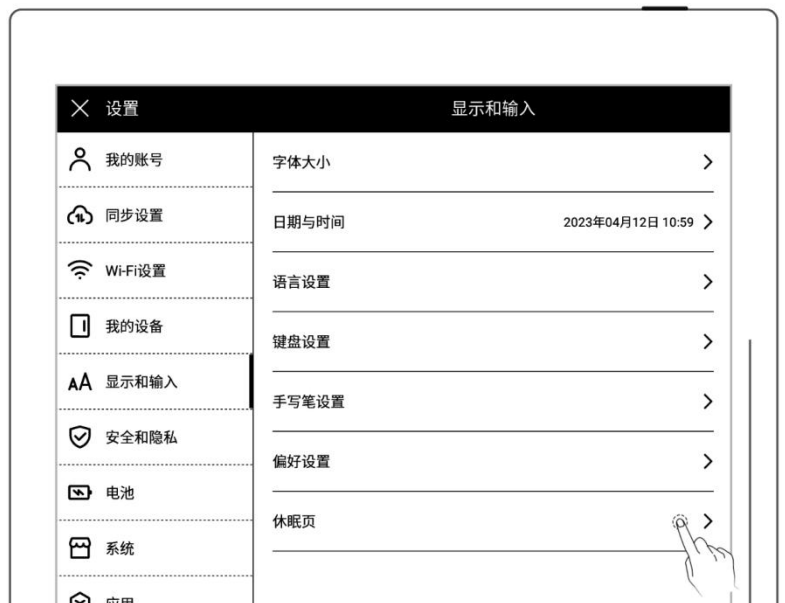 设置
显示和输入
我的账号
同步设置
Wi-Fi设置
我的设备
AA 显示和输入
安全和隐私
电池
系统
应用
字体大小
日期与时间 2023年04月12日 10:59
语言设置
键盘设置
手写笔设置
偏好设置
休眠页